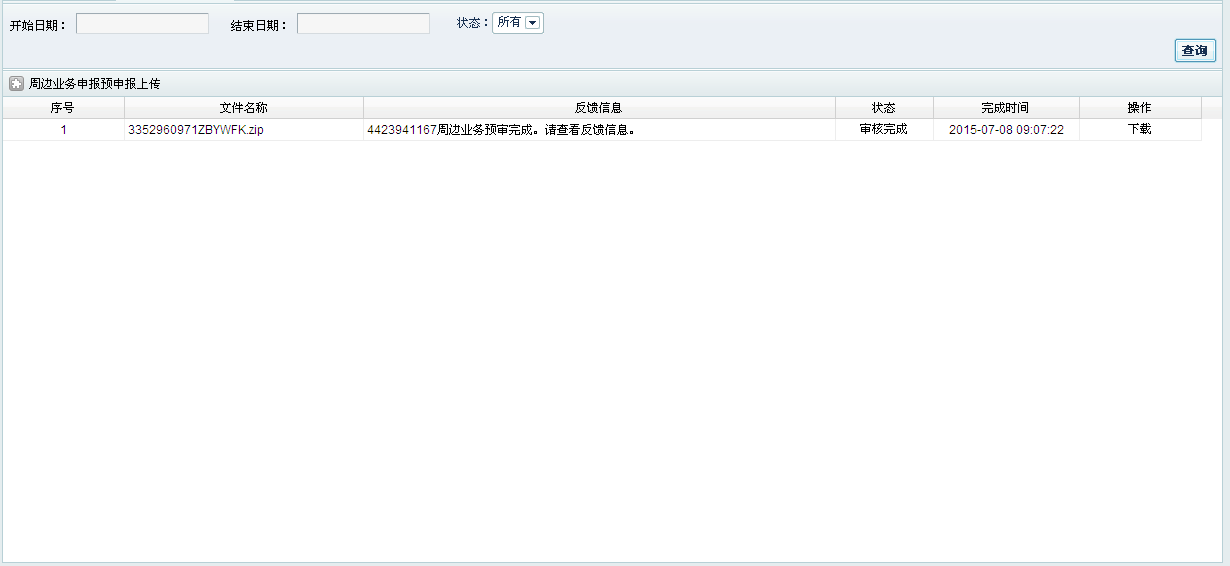 开始日期： 结束日期： 状态：所有
查询
周边业务申报预申报上传
序号 文件名称 反馈信息 状态 完成时间 操作
1 3352960971ZBYWFK.zip 4423941167周边业务预审完成。请查看反馈信息。 审核完成 2015-07-08 09:07:22 下载